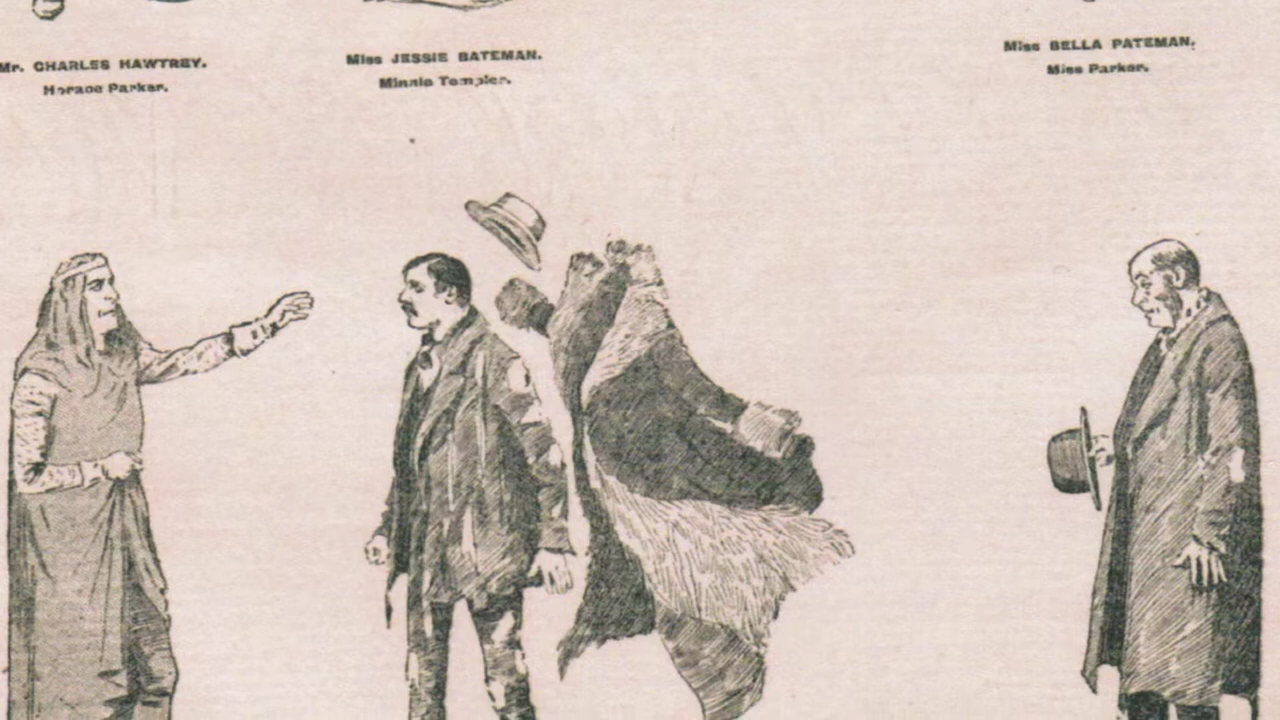 Mr. CHARLES HAWTREY.
Horace Parker.
Miss JESSIE BATEMAN.
Minnie Templer.
Miss BELLA PATEMAN.
Miss Parker.